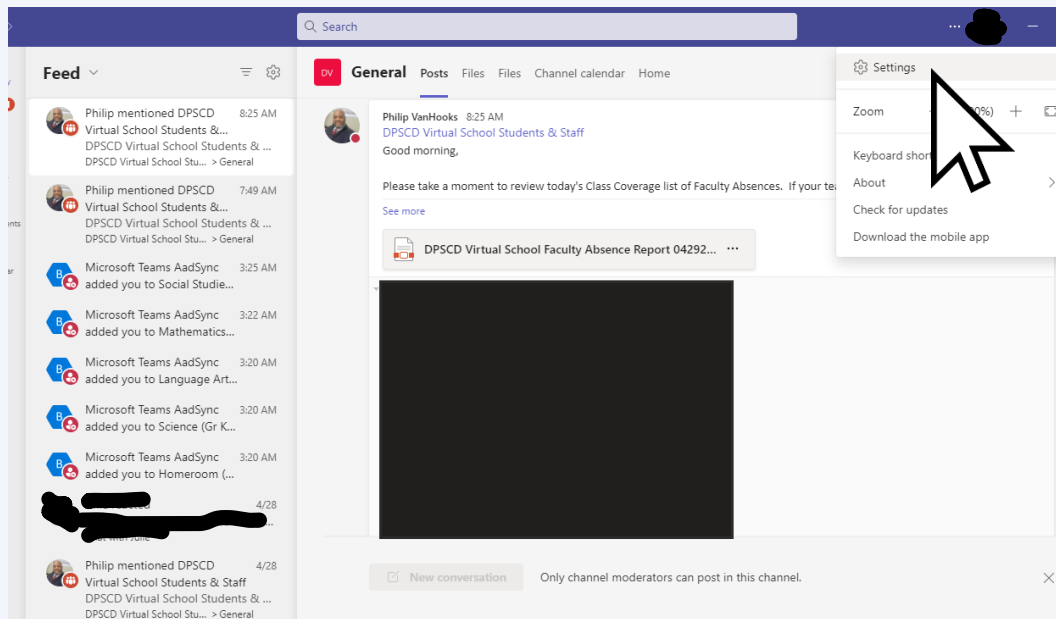 Search
...
Feed
Philip mentioned DPSCD 8:25 AM
Virtual School Students &...
DPSCD Virtual School Students & ...
DPSCD Virtual School Stu... > General
Philip mentioned DPSCD 7:49 AM
Virtual School Students &...
DPSCD Virtual School Students & ...
DPSCD Virtual School Stu... > General
B
Microsoft Teams AadSync 3:25 AM
added you to Social Studie...
B
Microsoft Teams AadSync 3:22 AM
added you to Mathematics...
B
Microsoft Teams AadSync 3:20 AM
added you to Language Art...
B
Microsoft Teams AadSync 3:20 AM
added you to Science (Gr K...
B
Microsoft Teams AadSync 3:20 AM
added you to Homeroom (...
4/28
Philip mentioned DPSCD 4/28
Virtual School Students & Staff
DPSCD Virtual School Students & ...
DPSCD Virtual School Stu... > General
DV General Posts Files Files Channel calendar Home
Philip VanHooks 8:25 AM
DPSCD Virtual School Students & Staff
Good morning,
Please take a moment to review today's Class Coverage list of Faculty Absences. If your
See more
DPSCD Virtual School Faculty Absence Report 04292... ...
New conversation Only channel moderators can post in this channel.
Settings
Zoom
Keyboard
About
Check for updates
Download the mobile app